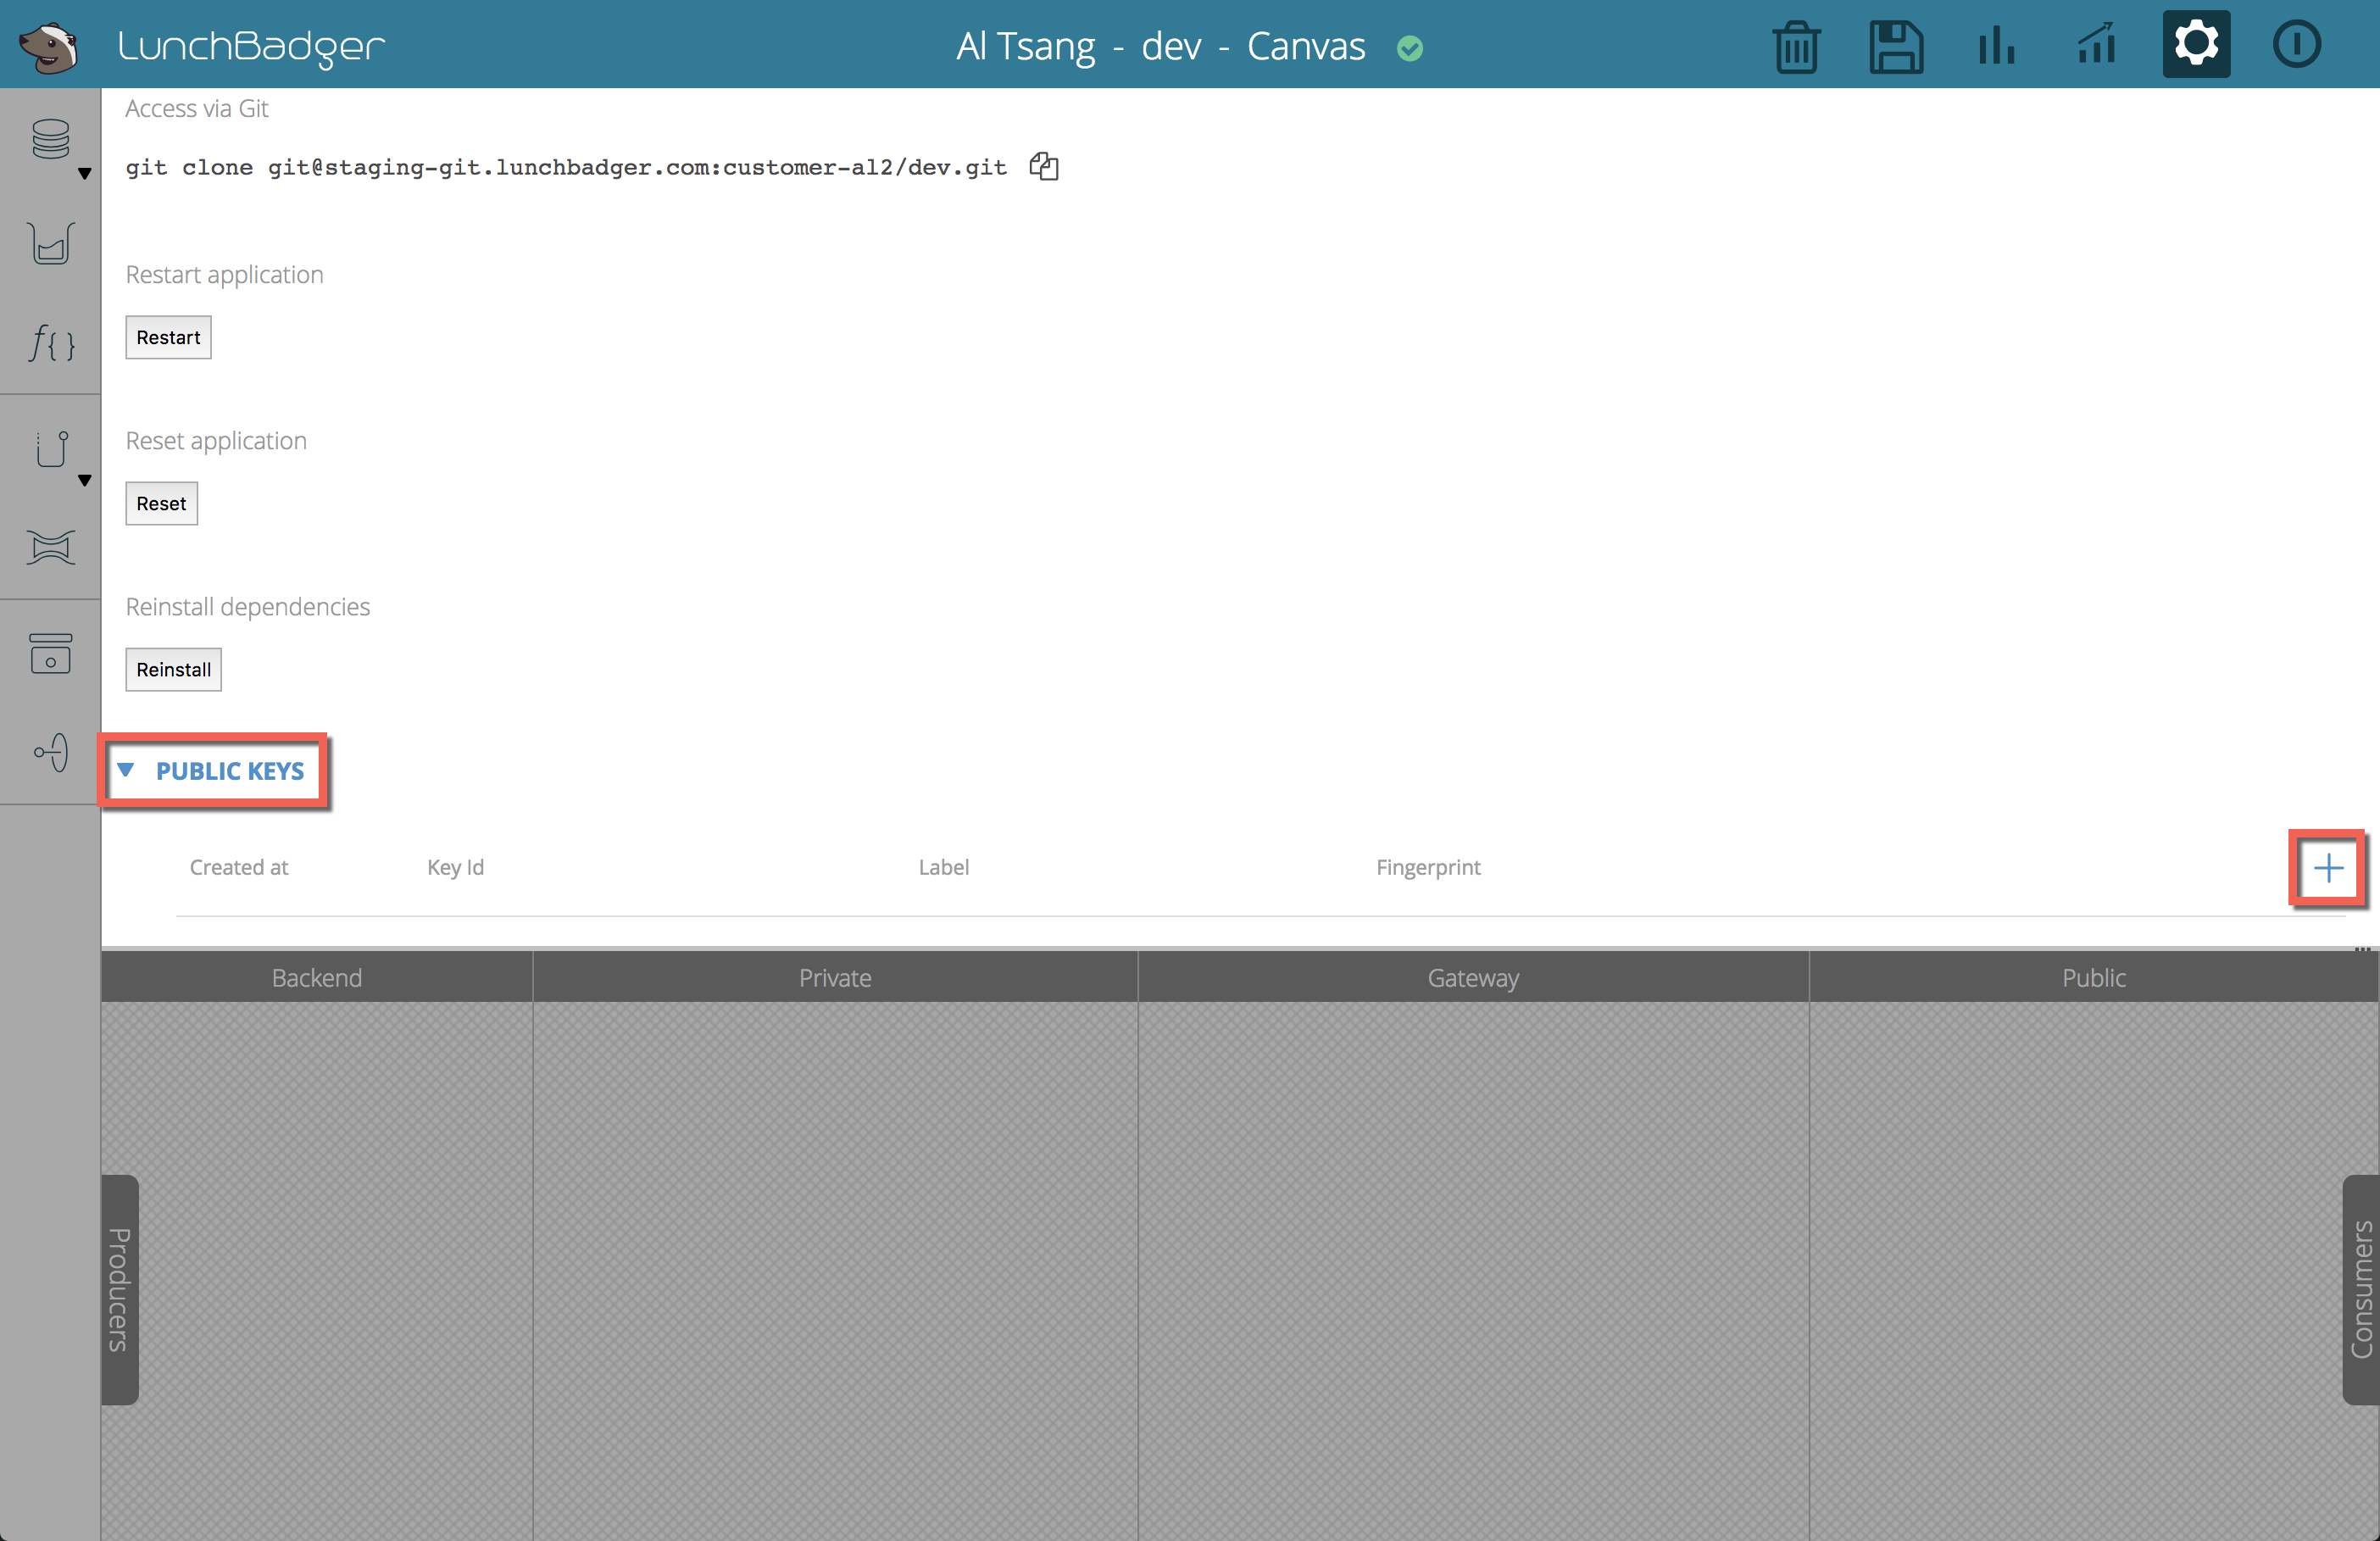 LunchBadger
Al Tsang - dev - Canvas
Access via Git
git clone git@staging-git.lunchbadger.com:customer-al2/dev.git
Restart application
Restart
Reset application
Reset
Reinstall dependencies
Reinstall
PUBLIC KEYS
Created at Key Id Label Fingerprint
Backend Private Gateway Public
Producers
Consumers
f{}